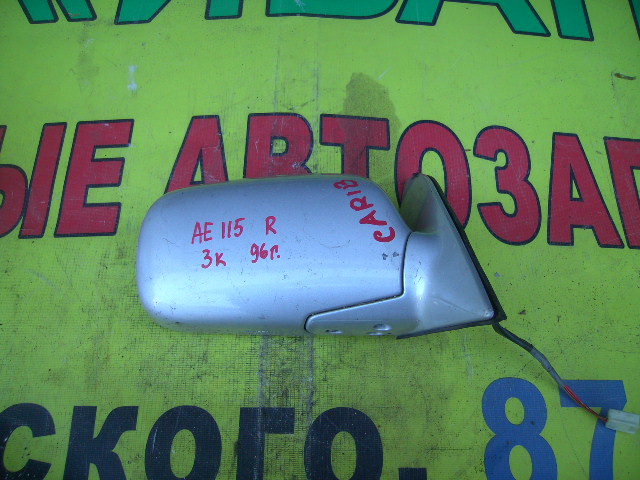 ЫЕ АВТОЗАП
AE 115 R
3к 96г.
CARIB
ского, 87